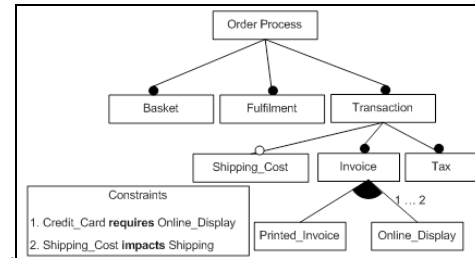 Order Process
Basket
Fulfilment
Transaction
Shipping_Cost
Invoice
Tax
1 ... 2
Printed_Invoice
Online_Display
Constraints
1. Credit_Card requires Online_Display
2. Shipping_Cost impacts Shipping